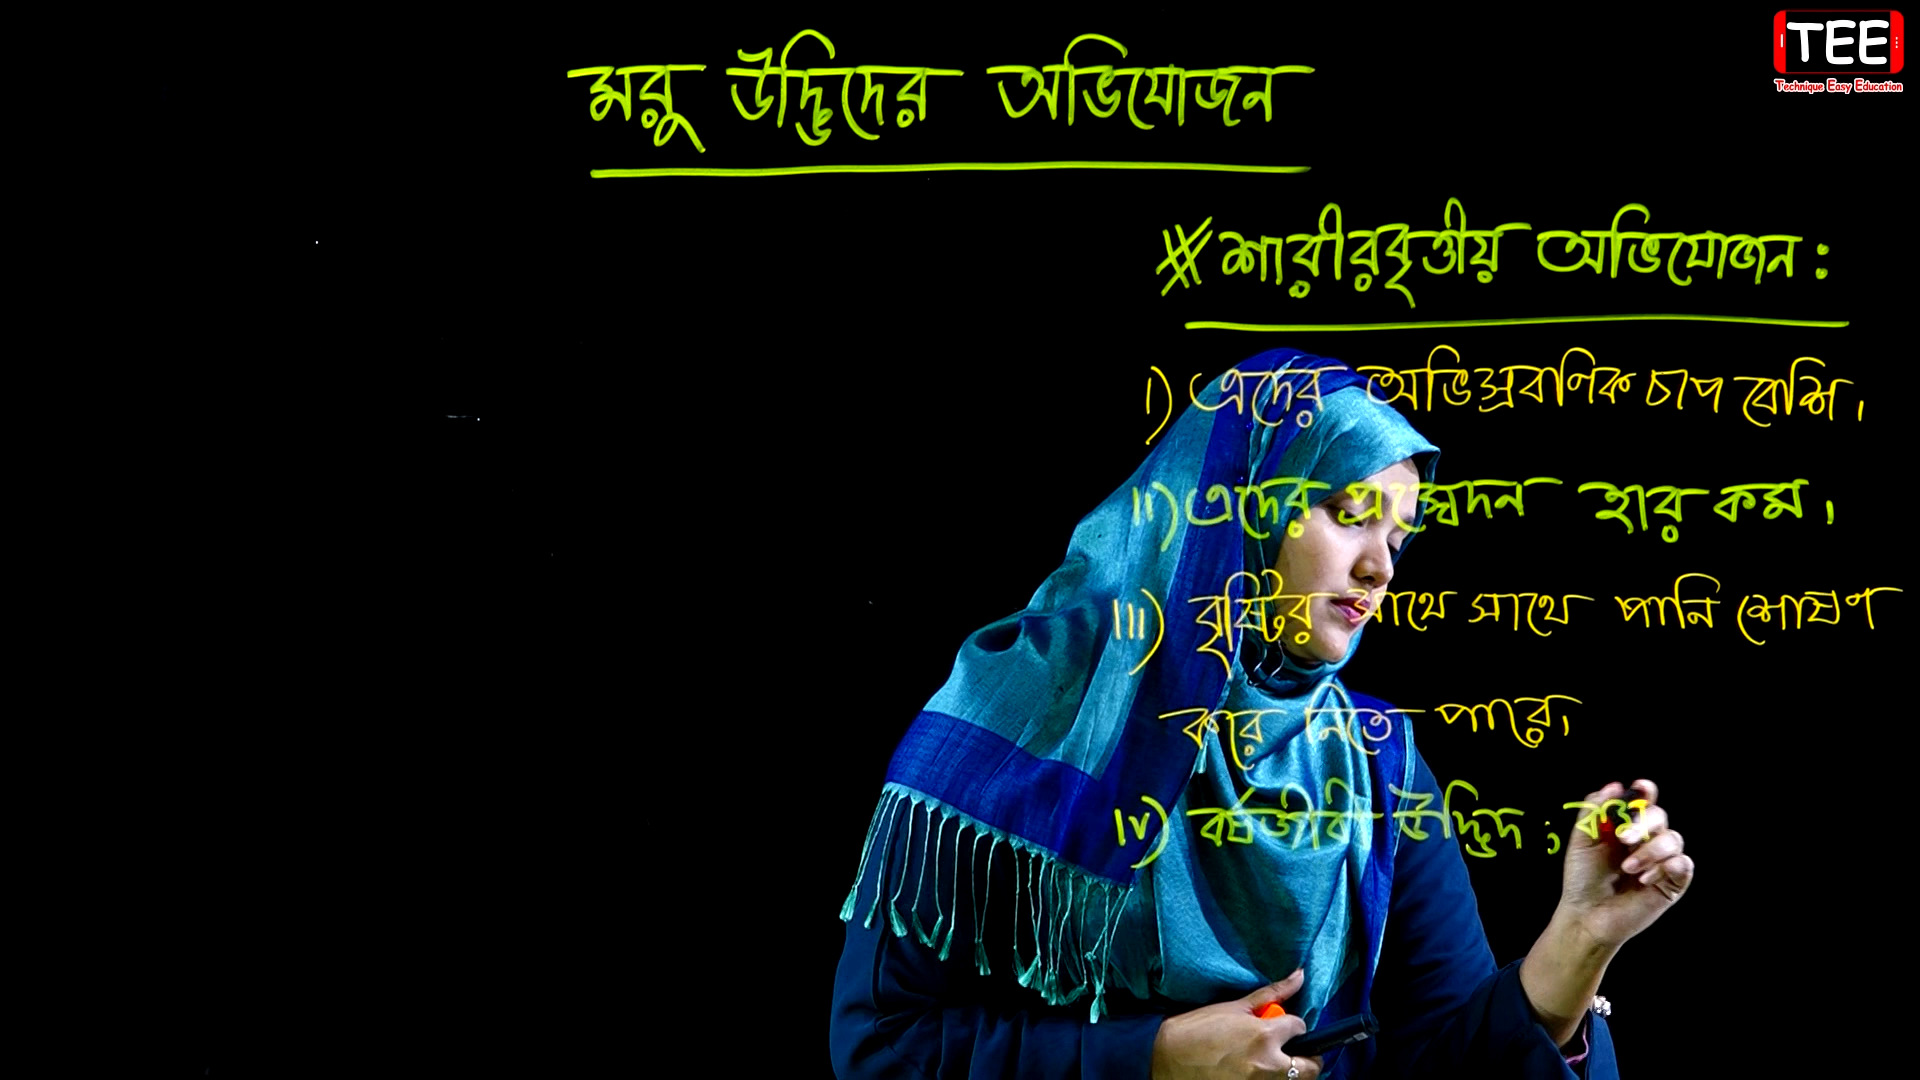 TEE
Technique Easy Education
মরু উদ্ভিদের অভিযোজন
# শারীরবৃত্তীয় অভিযোজন :
i) এদের অভিস্রবণিক চাপ বেশি।
ii) এদের প্রস্বেদন হার কম।
iii) বৃষ্টির সাথে সাথে পানি শোষণ
করে নিতে পারে।
iv) বর্ষজীবী উদ্ভিদ ; কম